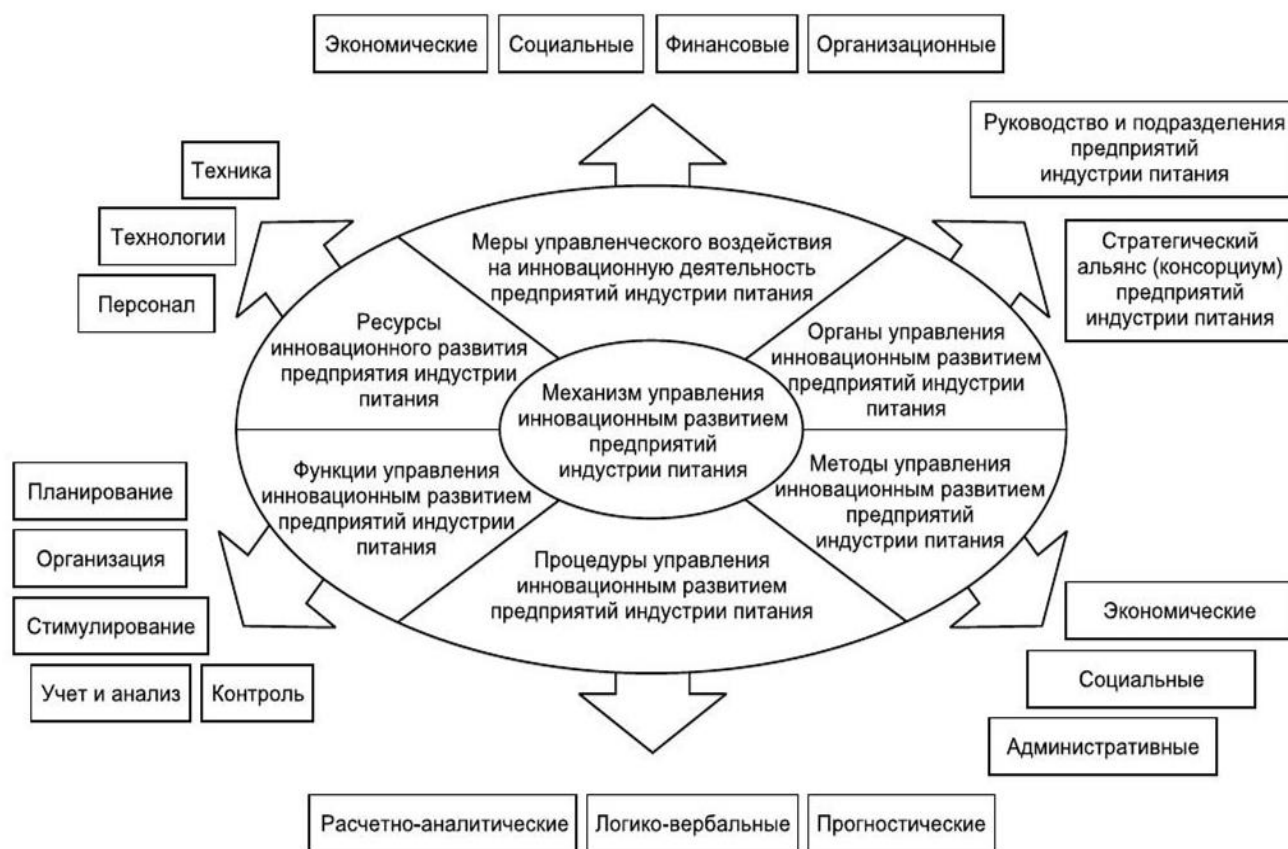 Экономические
Социальные
Финансовые
Организационные
Руководство и подразделения
предприятий
индустрии питания
Техника
Технологии
Персонал
Стратегический
альянс (консорциум)
предприятий
индустрии питания
Меры управленческого воздействия
на инновационную деятельность
предприятий индустрии питания
Ресурсы
инновационного развития
предприятия индустрии
питания
Органы управления
инновационным развитием
предприятий индустрии
питания
Механизм управления
инновационным развитием
предприятий
индустрии питания
Функции управления
инновационным развитием
предприятий индустрии
питания
Методы управления
инновационным развитием
предприятий
индустрии питания
Процедуры управления
инновационным развитием
предприятий индустрии питания
Планирование
Организация
Стимулирование
Учет и анализ
Контроль
Экономические
Социальные
Административные
Расчетно-аналитические
Логико-вербальные
Прогностические